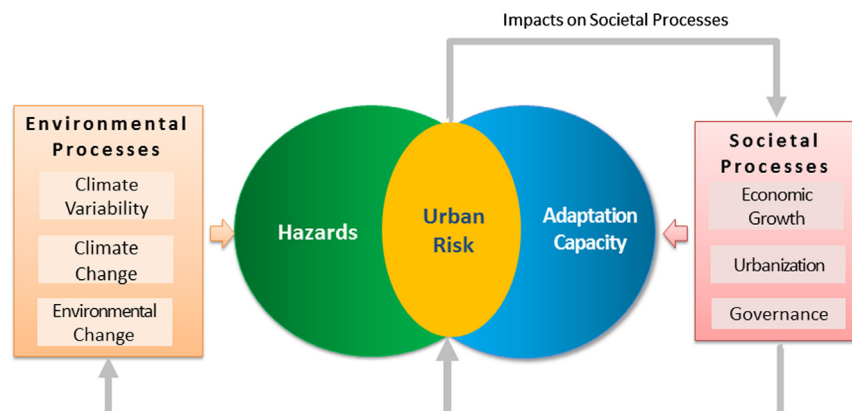 Impacts on Societal Processes
Environmental
Processes
Climate
Variability
Climate
Change
Environmental
Change
Hazards
Urban
Risk
Adaptation
Capacity
Societal
Processes
Economic
Growth
Urbanization
Governance